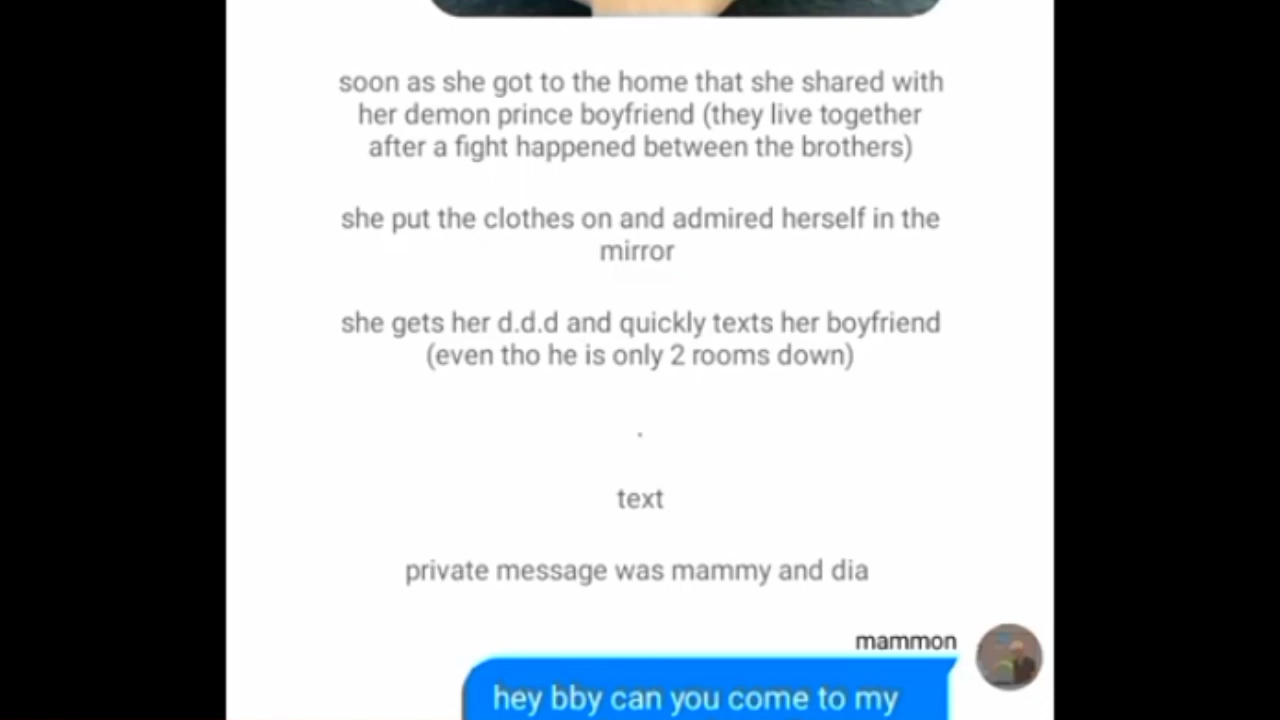 soon as she got to the home that she shared with
her demon prince boyfriend (they live together
after a fight happened between the brothers)
she put the clothes on and admired herself in the
mirror
she gets her d.d.d and quickly texts her boyfriend
(even tho he is only 2 rooms down)
.
text
private message was mammy and dia
mammon
hey bby can you come to my